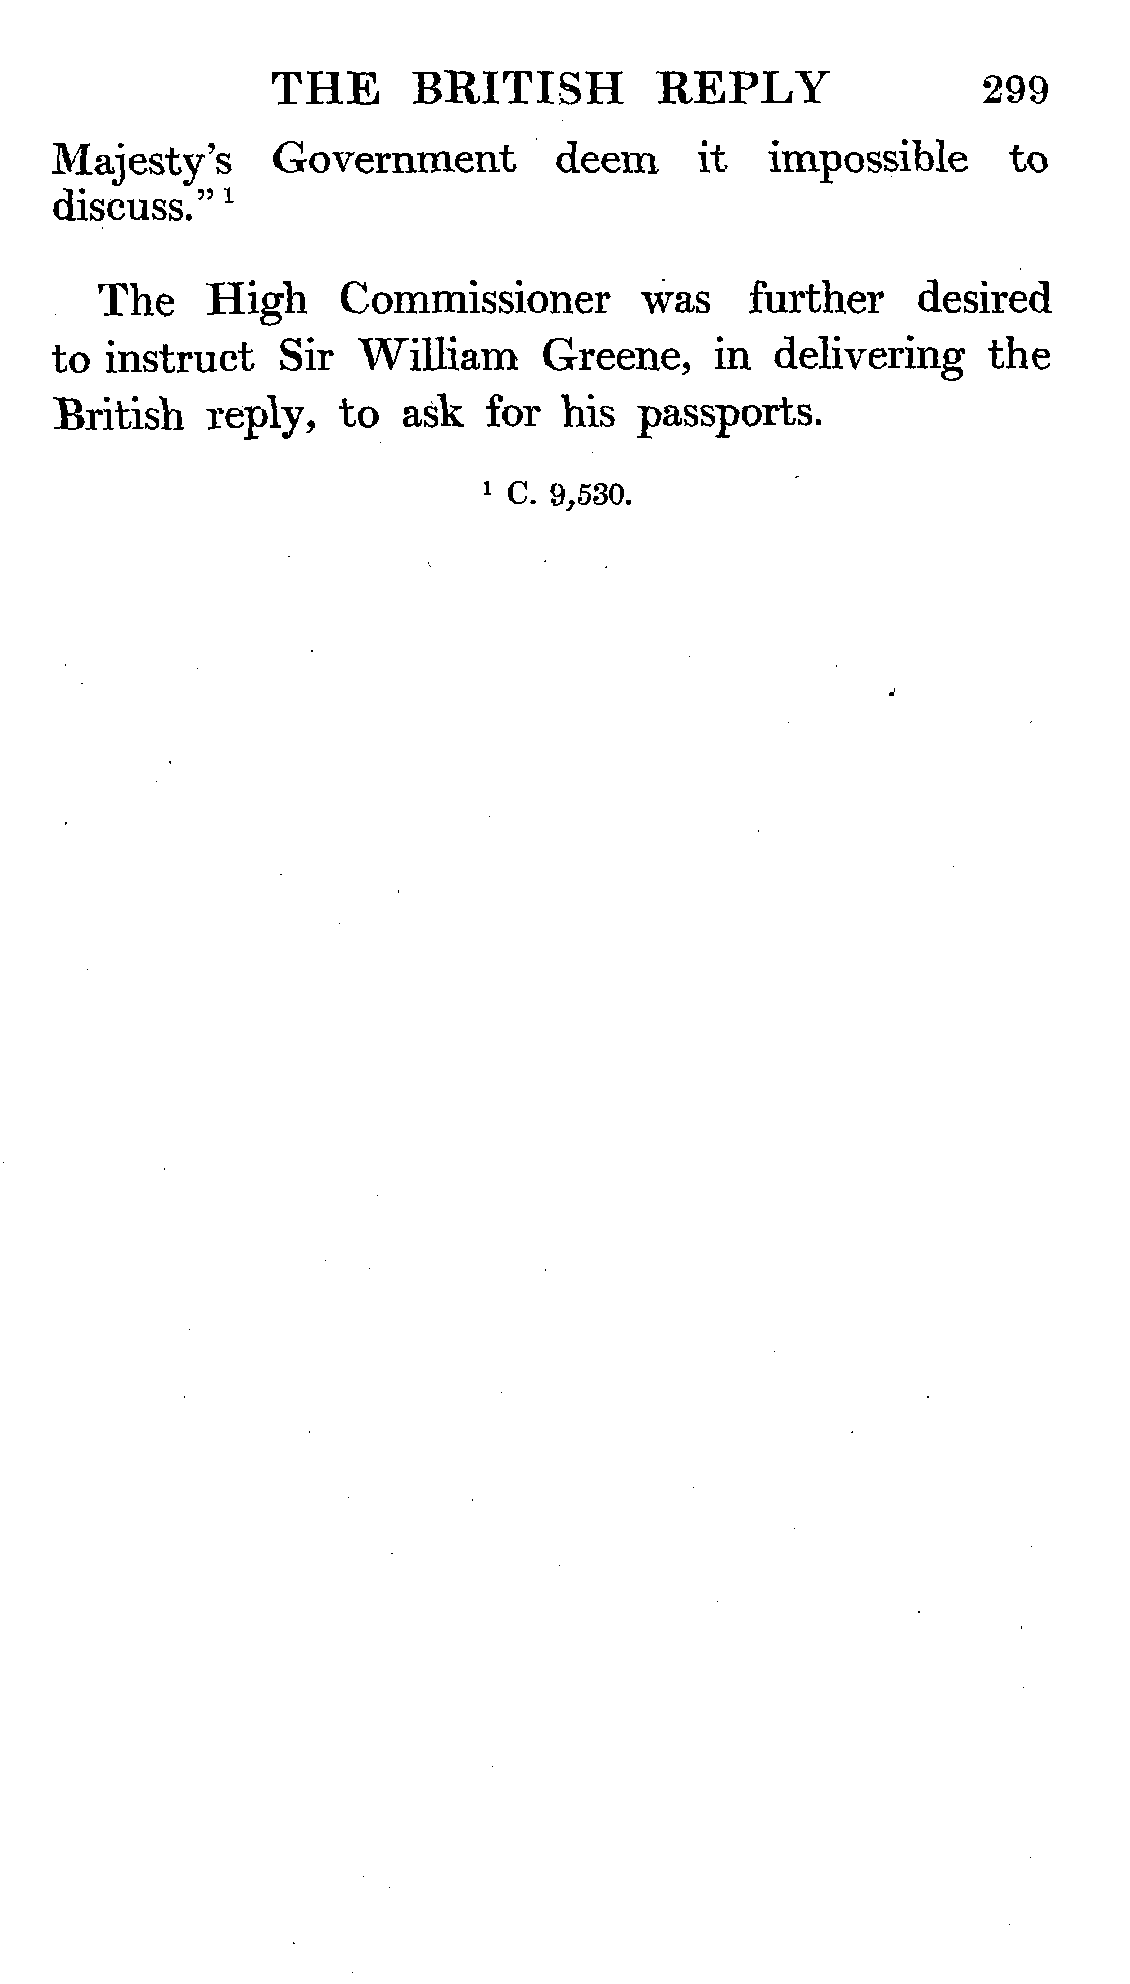 THE BRITISH REPLY 299
Majesty's Government deem it impossible to
discuss." ¹
The High Commissioner was further desired
to instruct Sir William Greene, in delivering the
British reply, to ask for his passports.
¹ C. 9,530.